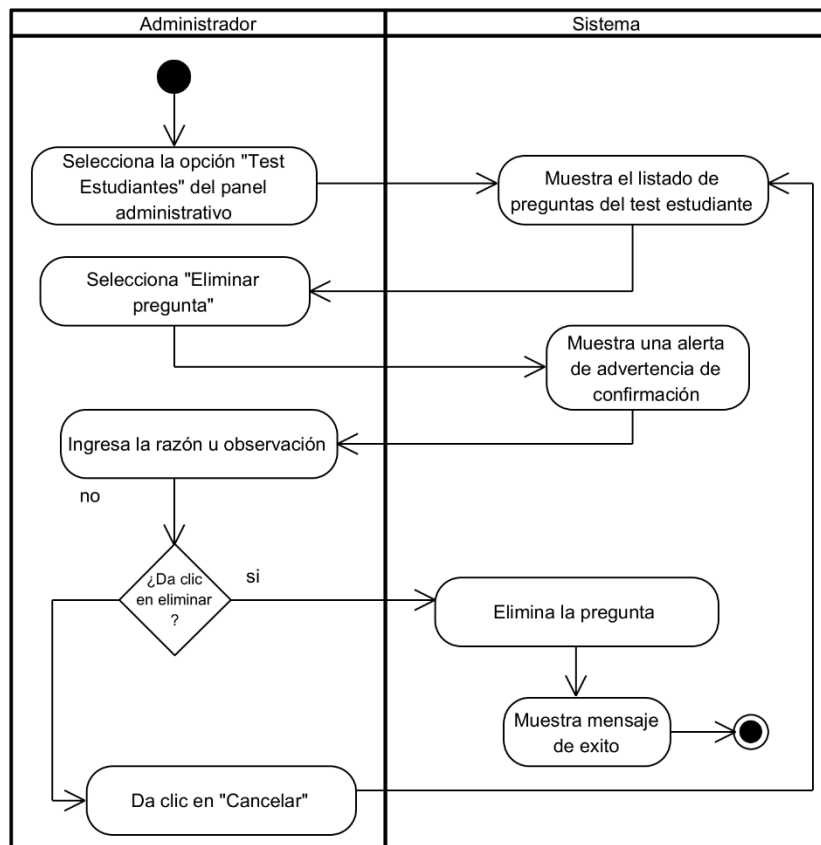 Administrador
Sistema
Selecciona la opción "Test
Estudiantes" del panel
administrativo
Muestra el listado de
preguntas del test estudiante
Selecciona "Eliminar
pregunta"
Muestra una alerta
de advertencia de
confirmación
Ingresa la razón u observación
no
¿Da clic
en eliminar
?
si
Elimina la pregunta
Muestra mensaje
de exito
Da clic en "Cancelar"